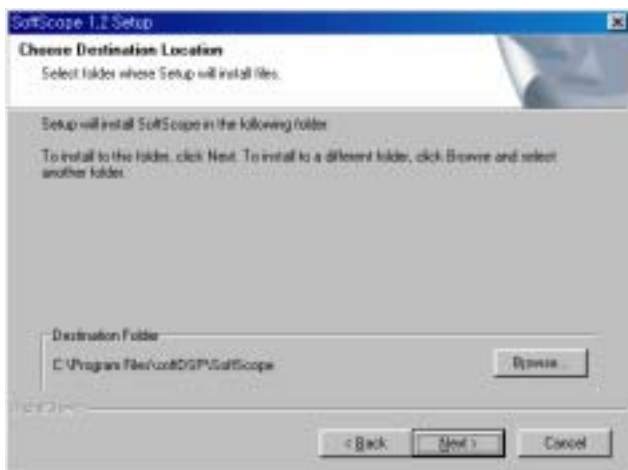 SoftScope 1.2 Setup
Choose Destination Location
Select folder where Setup will install files.
Setup will install SoftScope in the following folder
To install to this folder, click Next. To install to a different folder, click Browse and select
another folder.
Destination Folder
C:\Program Files\softDSP\SoftScope
Browse...
< Back
Next >
Cancel